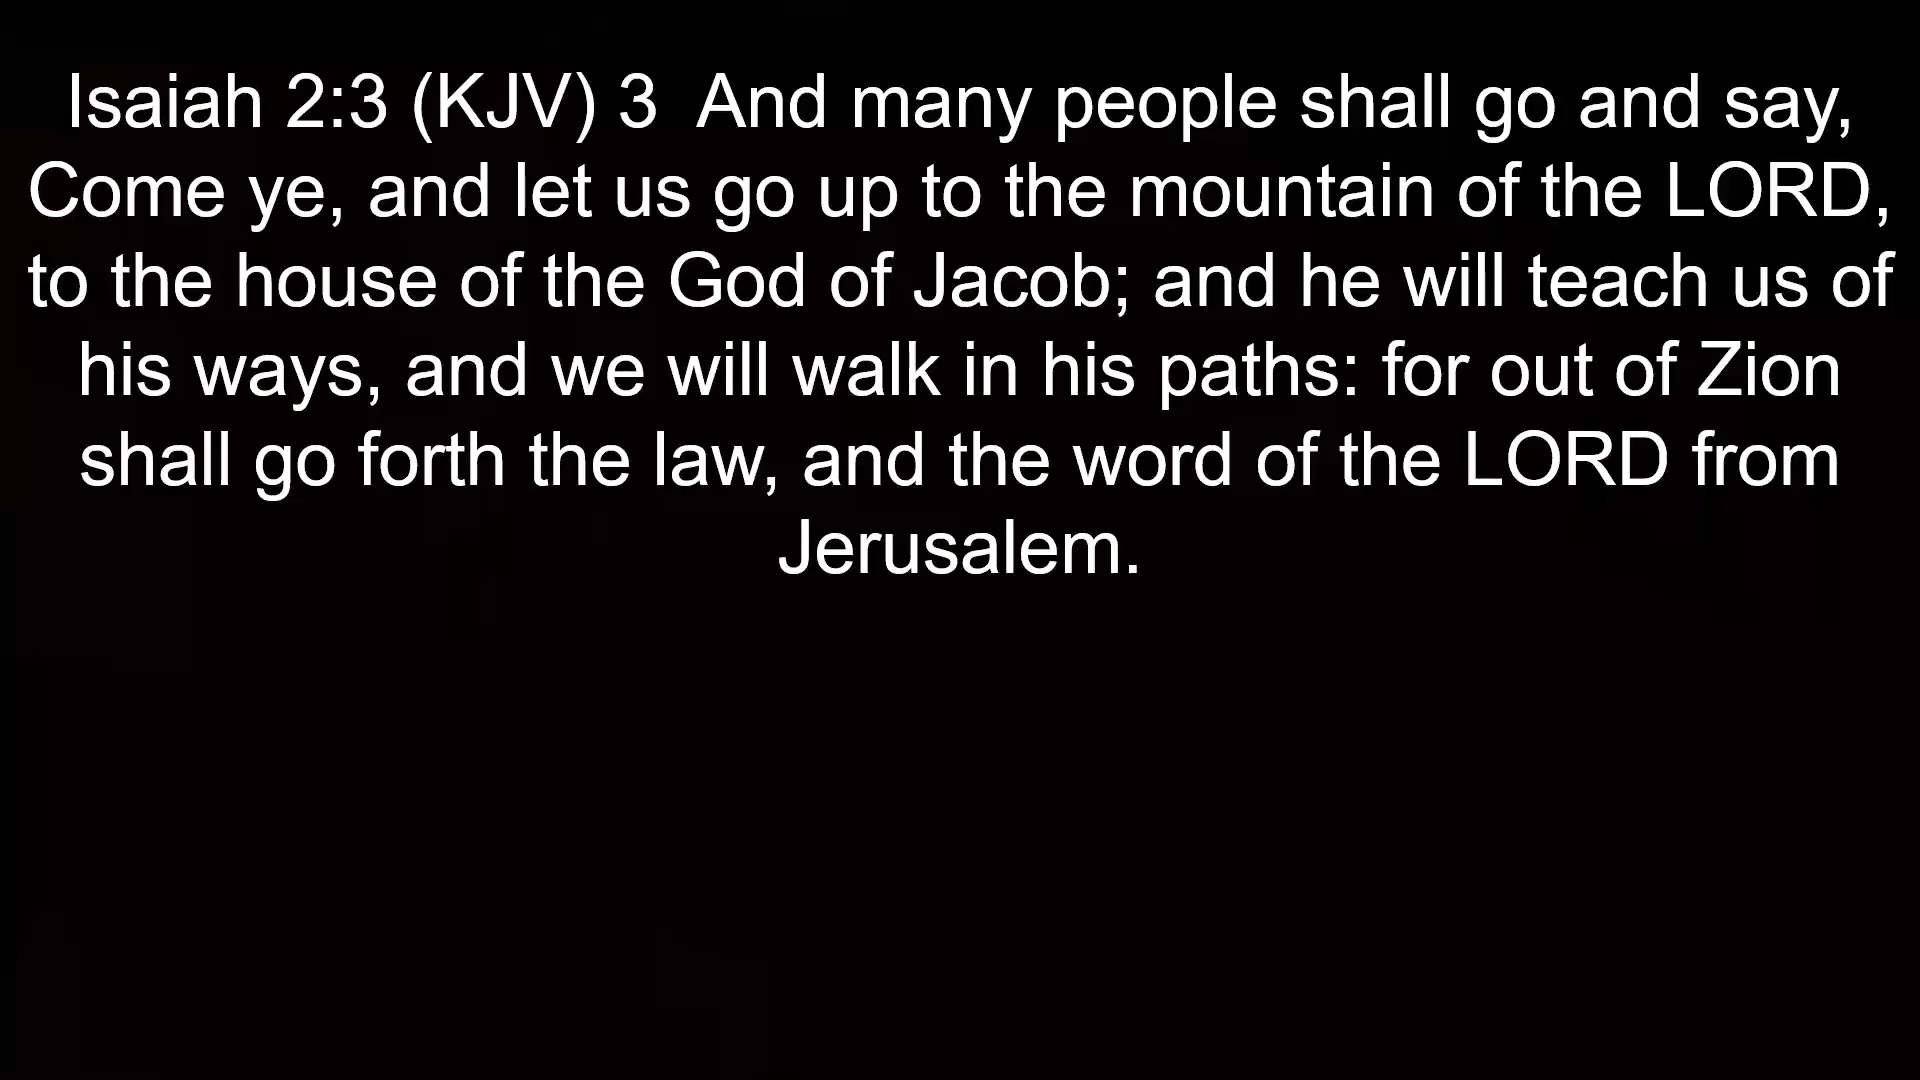 Isaiah 2:3 (KJV) 3  And many people shall go and say,
Come ye, and let us go up to the mountain of the LORD,
to the house of the God of Jacob; and he will teach us of
his ways, and we will walk in his paths: for out of Zion
shall go forth the law, and the word of the LORD from
Jerusalem.